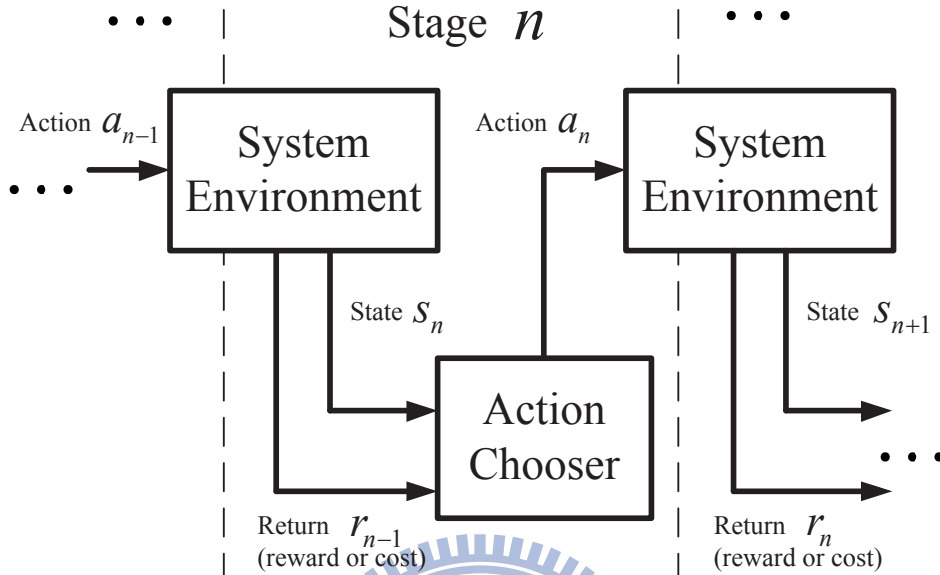 Stage n
Action a_{n-1}
System
Environment
Action a_n
System
Environment
State s_n
State s_{n+1}
Action
Chooser
Return r_{n-1}
(reward or cost)
Return r_n
(reward or cost)